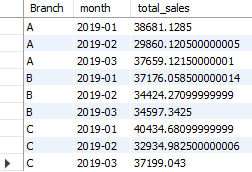 Branch month total_sales
A 2019-01 38681.1285
A 2019-02 29860.120500000005
A 2019-03 37659.12150000001
B 2019-01 37176.058500000014
B 2019-02 34424.27099999999
B 2019-03 34597.3425
C 2019-01 40434.68099999999
C 2019-02 32934.982500000006
C 2019-03 37199.043